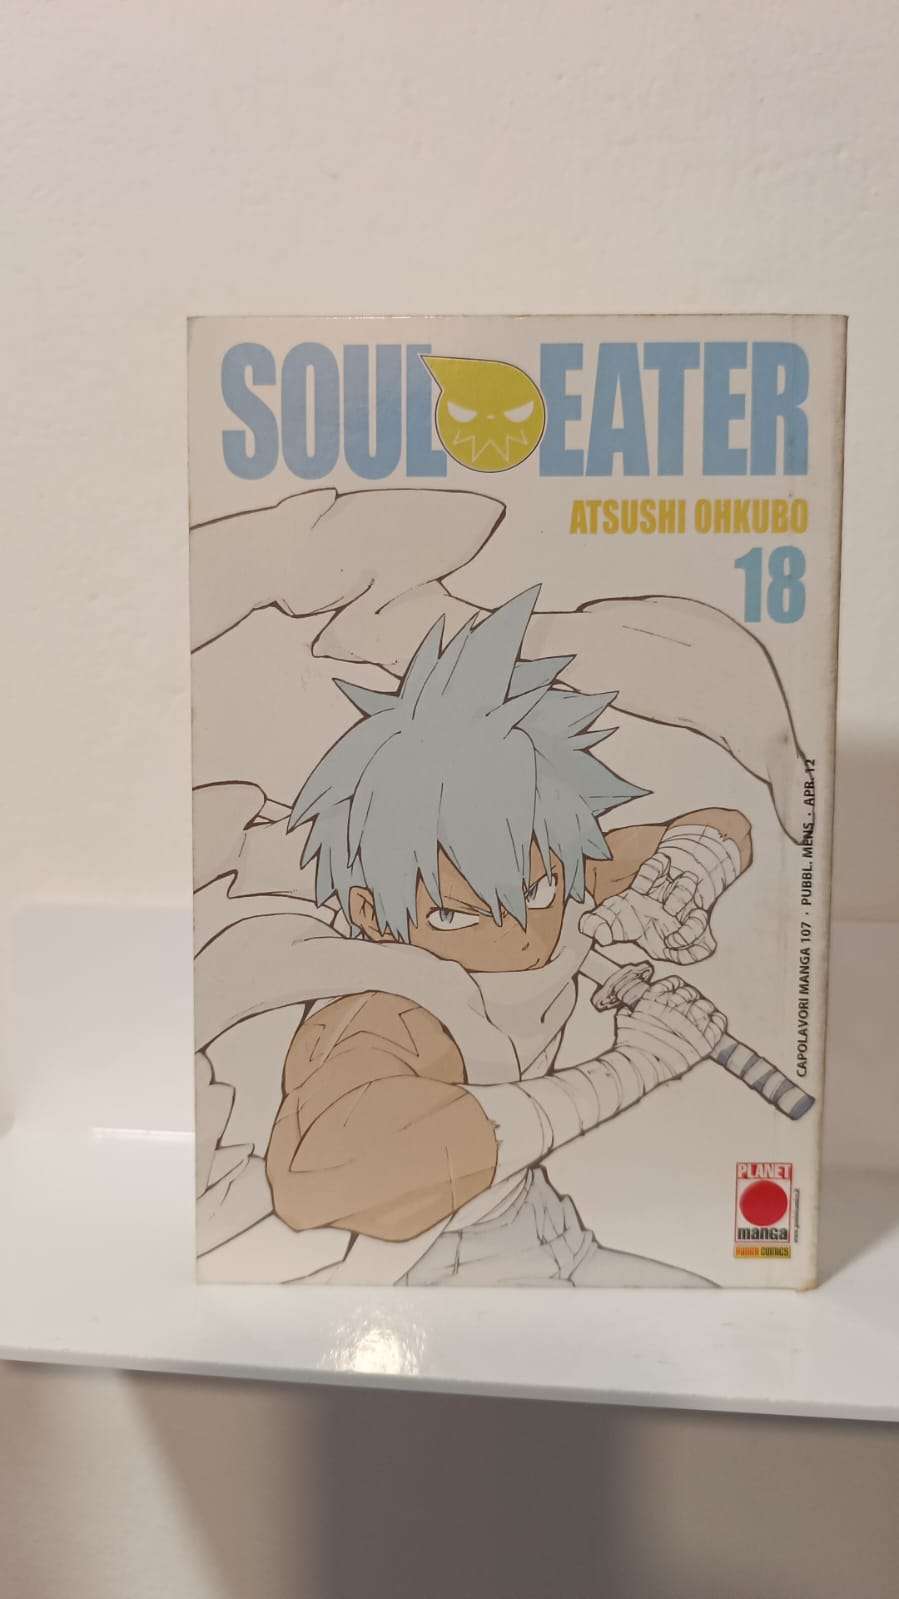 SOUL EATER
ATSUSHI OHKUBO
18
CAPOLAVORI MANGA 107 · PUBBL. MENS · APR. 12
PLANET
manga
PANINI COMICS